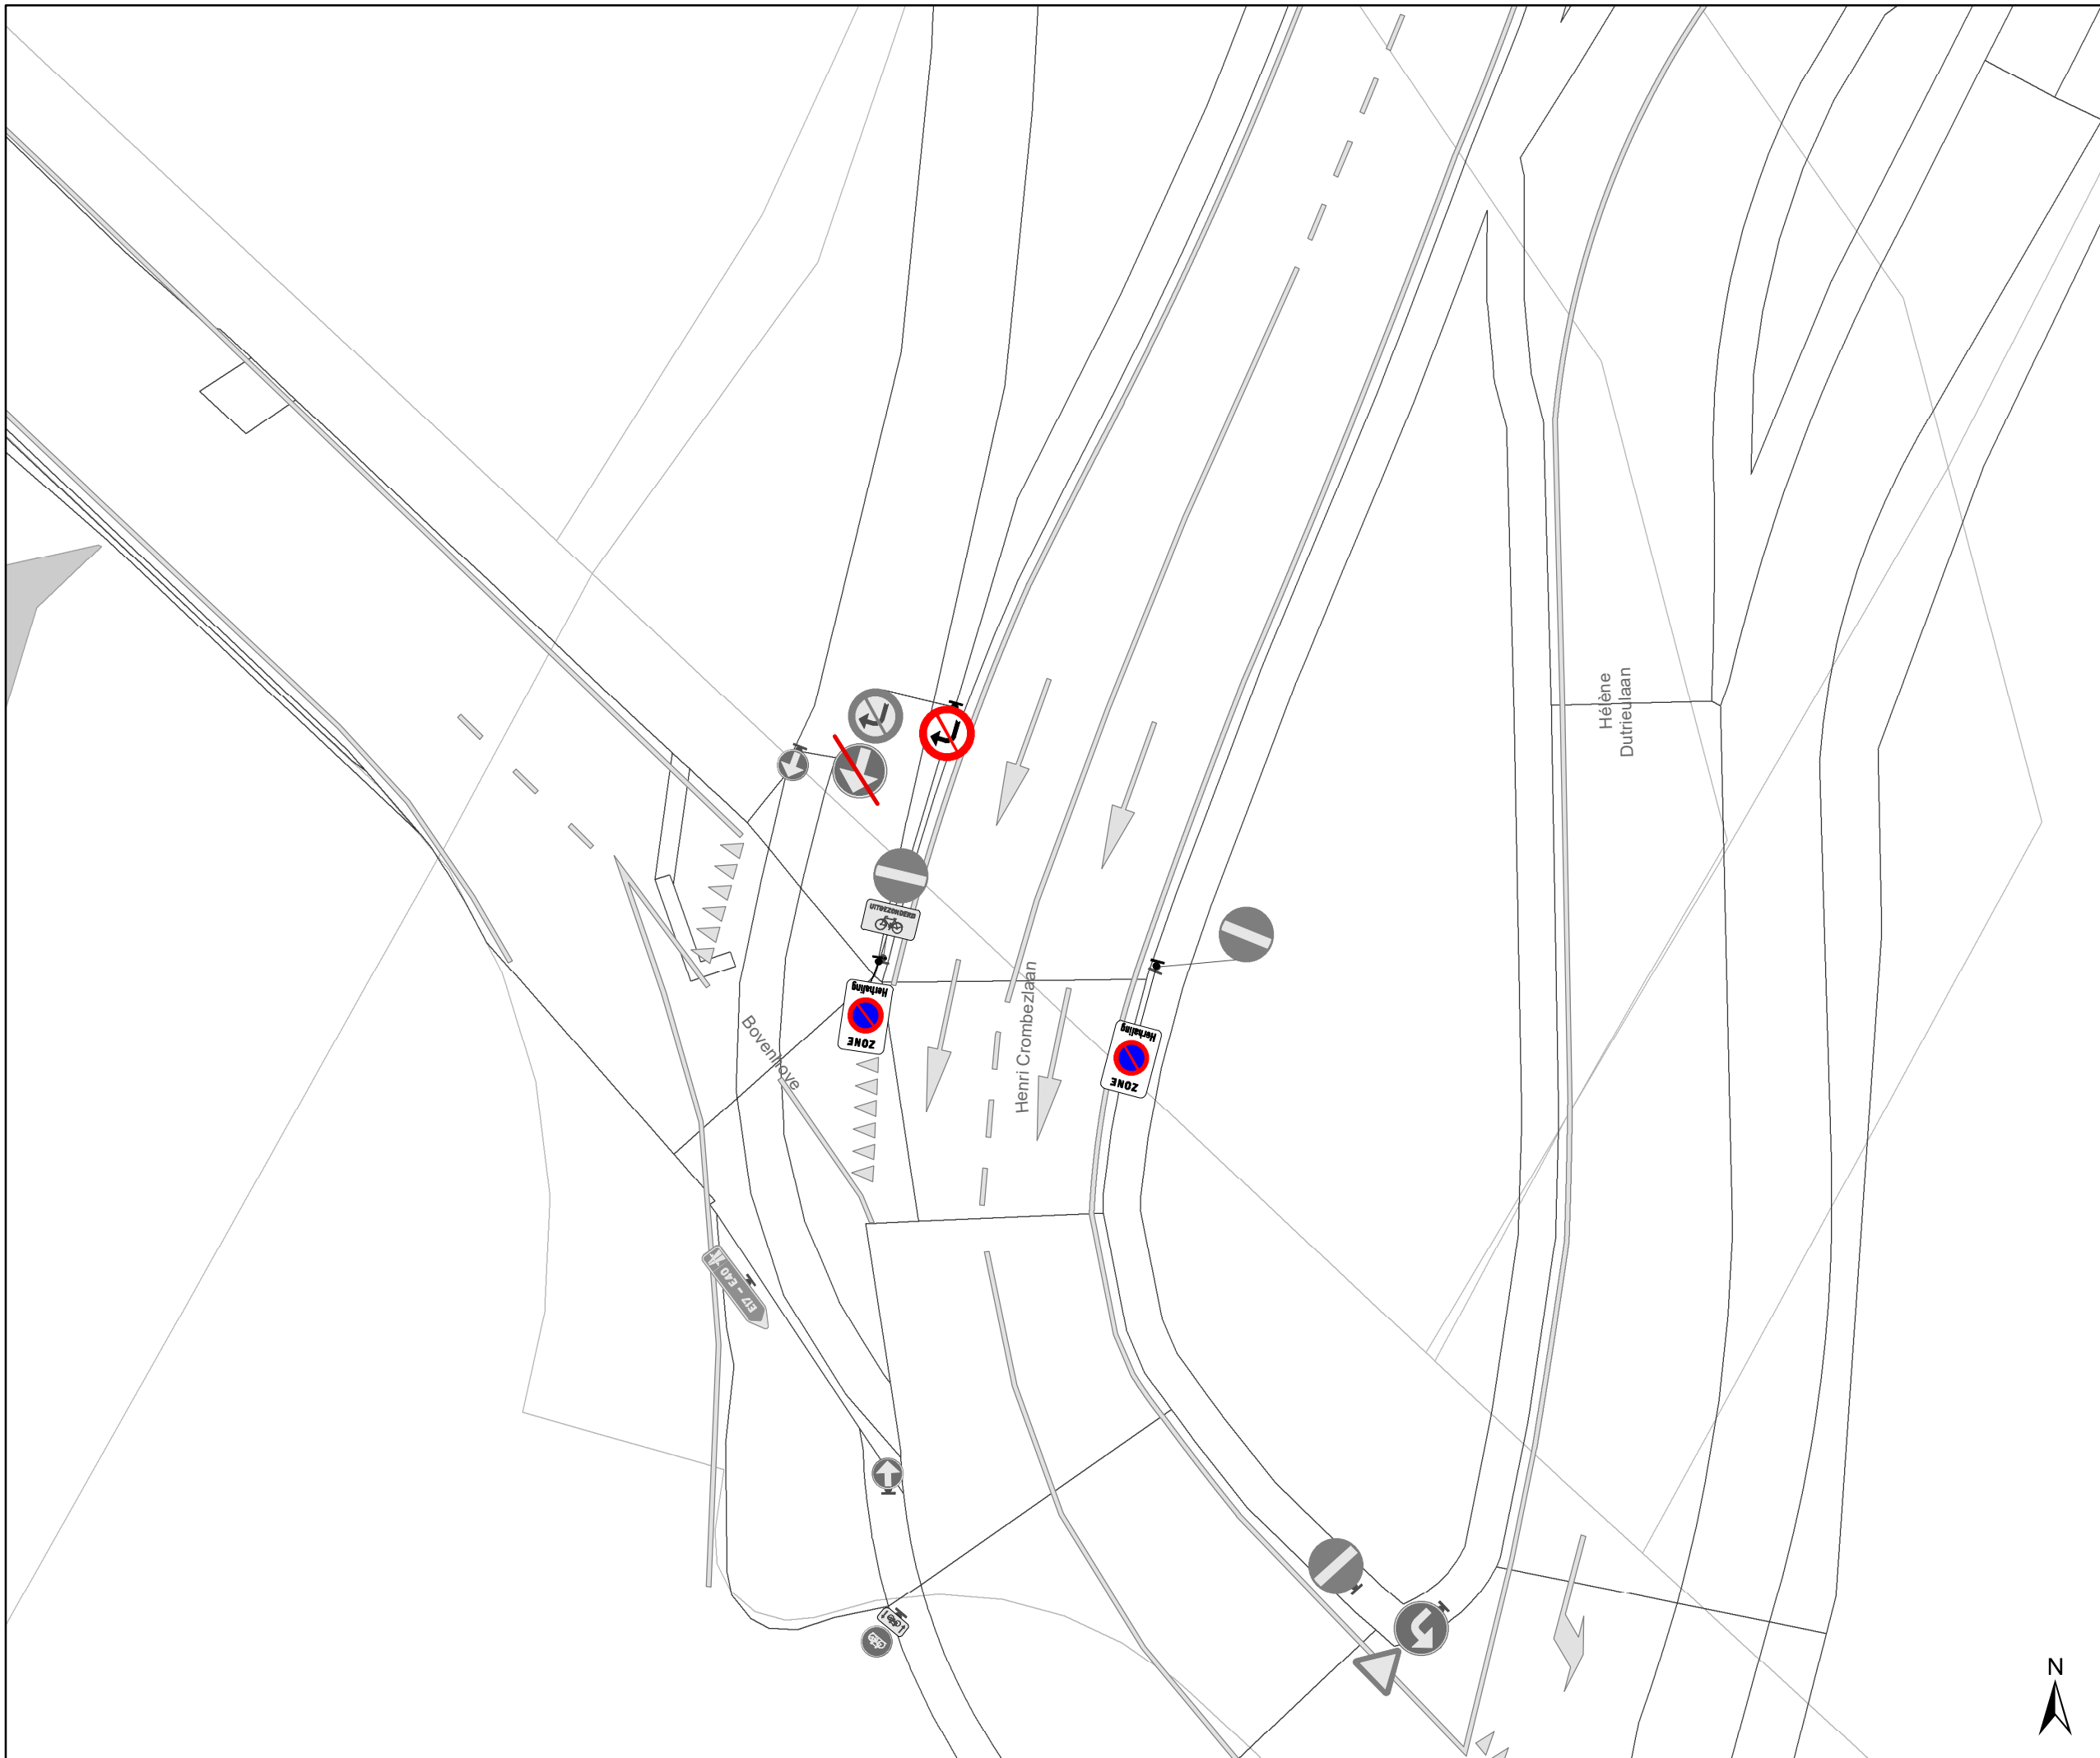 Hélène
Dutrieulaan
UITGEZONDERD
Herhaling
ZONE
Henri Crombezlaan
Herhaling
ZONE
Bovenhove
E17 - E40
N